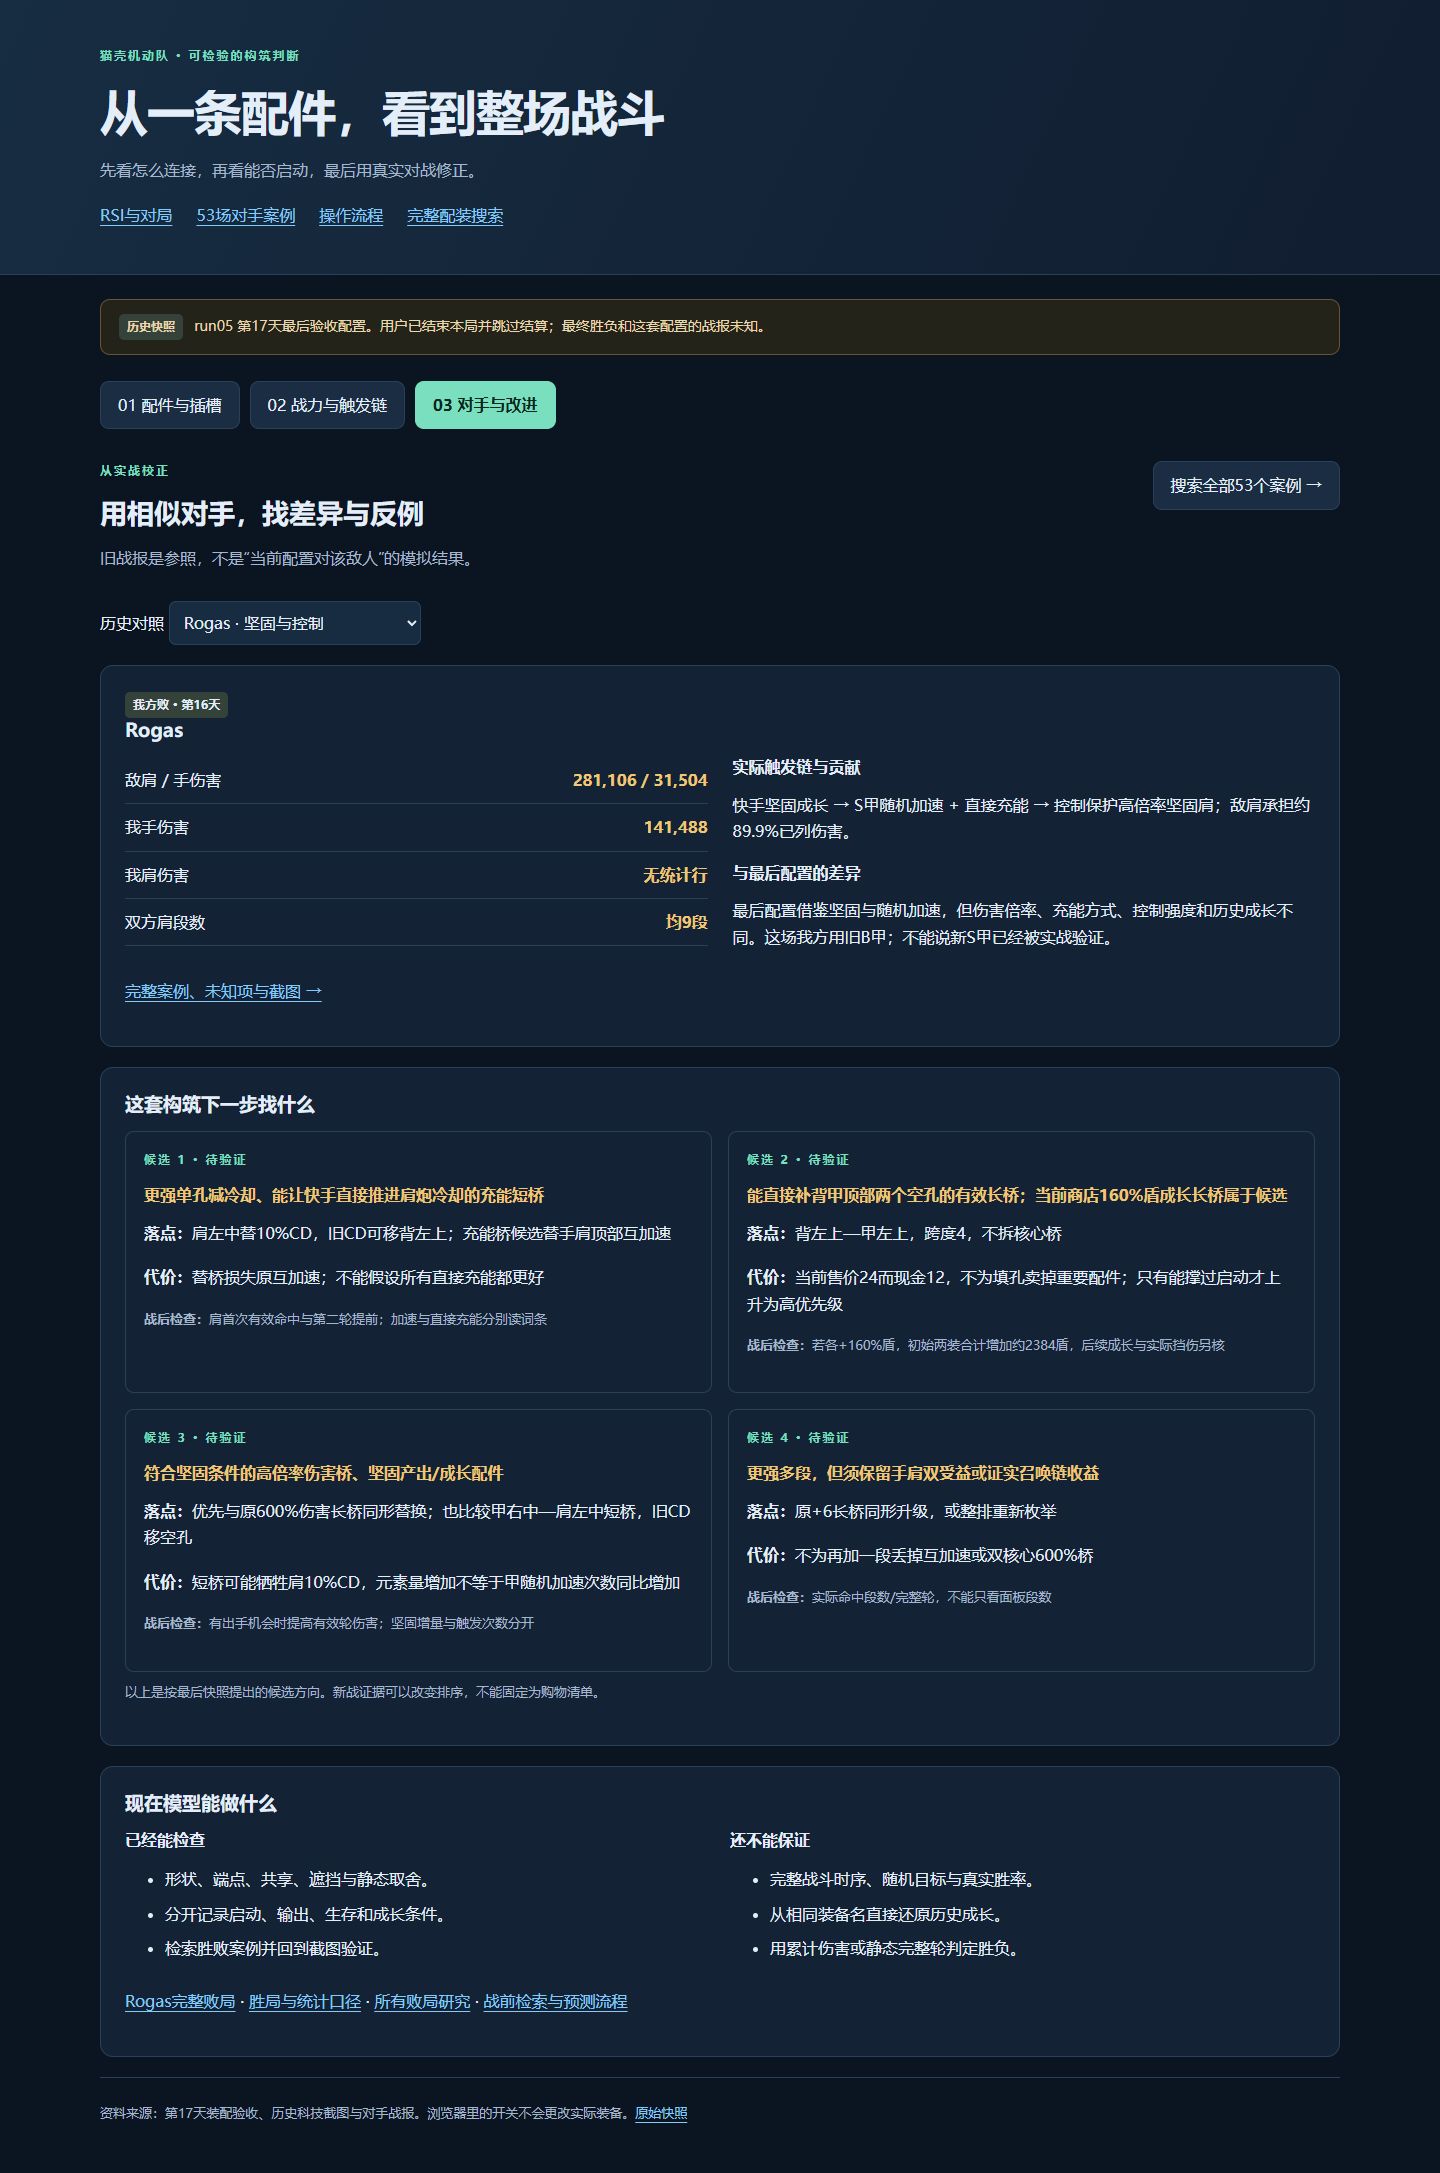 猫壳机动队 · 可检验的构筑判断
从一条配件，看到整场战斗
先看怎么连接，再看能否启动，最后用真实对战修正。
RSI与对局 53场对手案例 操作流程 完整配装搜索
历史快照 run05 第17天最后验收配置。用户已结束本局并跳过结算；最终胜负和这套配置的战报未知。
01 配件与插槽 02 战力与触发链 03 对手与改进
从实战校正
用相似对手，找差异与反例
搜索全部53个案例 →
旧战报是参照，不是“当前配置对该敌人”的模拟结果。
历史对照 Rogas · 坚固与控制
我方败 · 第16天
Rogas
敌肩 / 手伤害 281,106 / 31,504
我手伤害 141,488
我肩伤害 无统计行
双方肩段数 均9段
实际触发链与贡献
快手坚固成长 → S甲随机加速 + 直接充能 → 控制保护高倍率坚固肩；敌肩承担约
89.9%已列伤害。
与最后配置的差异
最后配置借鉴坚固与随机加速，但伤害倍率、充能方式、控制强度和历史成长不
同。这场我方用旧B甲；不能说新S甲已经被实战验证。
完整案例、未知项与截图 →
这套构筑下一步找什么
候选 1 · 待验证
更强单孔减冷却、能让快手直接推进肩炮冷却的充能短桥
落点：肩左中替10%CD，旧CD可移背左上；充能桥候选替手肩顶部互加速
代价：替桥损失原互加速；不能假设所有直接充能都更好
战后检查：肩首次有效命中与第二轮提前；加速与直接充能分别读词条
候选 2 · 待验证
能直接补背甲顶部两个空孔的有效长桥；当前商店160%盾成长长桥属于候选
落点：背左上—甲左上，跨度4，不拆核心桥
代价：当前售价24而现金12，不为填孔卖掉重要配件；只有能撑过启动才上
升为高优先级
战后检查：若各+160%盾，初始两装合计增加约2384盾，后续成长与实际挡伤另核
候选 3 · 待验证
符合坚固条件的高倍率伤害桥、坚固产出/成长配件
落点：优先与原600%伤害长桥同形替换；也比较甲右中—肩左中短桥，旧CD
移空孔
代价：短桥可能牺牲肩10%CD，元素量增加不等于甲随机加速次数同比增加
战后检查：有出手机会时提高有效轮伤害；坚固增量与触发次数分开
候选 4 · 待验证
更强多段，但须保留手肩双受益或证实召唤链收益
落点：原+6长桥同形升级，或整排重新枚举
代价：不为再加一段丢掉互加速或双核心600%桥
战后检查：实际命中段数/完整轮，不能只看面板段数
以上是按最后快照提出的候选方向。新战证据可以改变排序，不能固定为购物清单。
现在模型能做什么
已经能检查
• 形状、端点、共享、遮挡与静态取舍。
• 分开记录启动、输出、生存和成长条件。
• 检索胜败案例并回到截图验证。
还不能保证
• 完整战斗时序、随机目标与真实胜率。
• 从相同装备名直接还原历史成长。
• 用累计伤害或静态完整轮判定胜负。
Rogas完整败局 · 胜局与统计口径 · 所有败局研究 · 战前检索与预测流程
资料来源：第17天装配验收、历史科技截图与对手战报。浏览器里的开关不会更改实际装备。原始快照